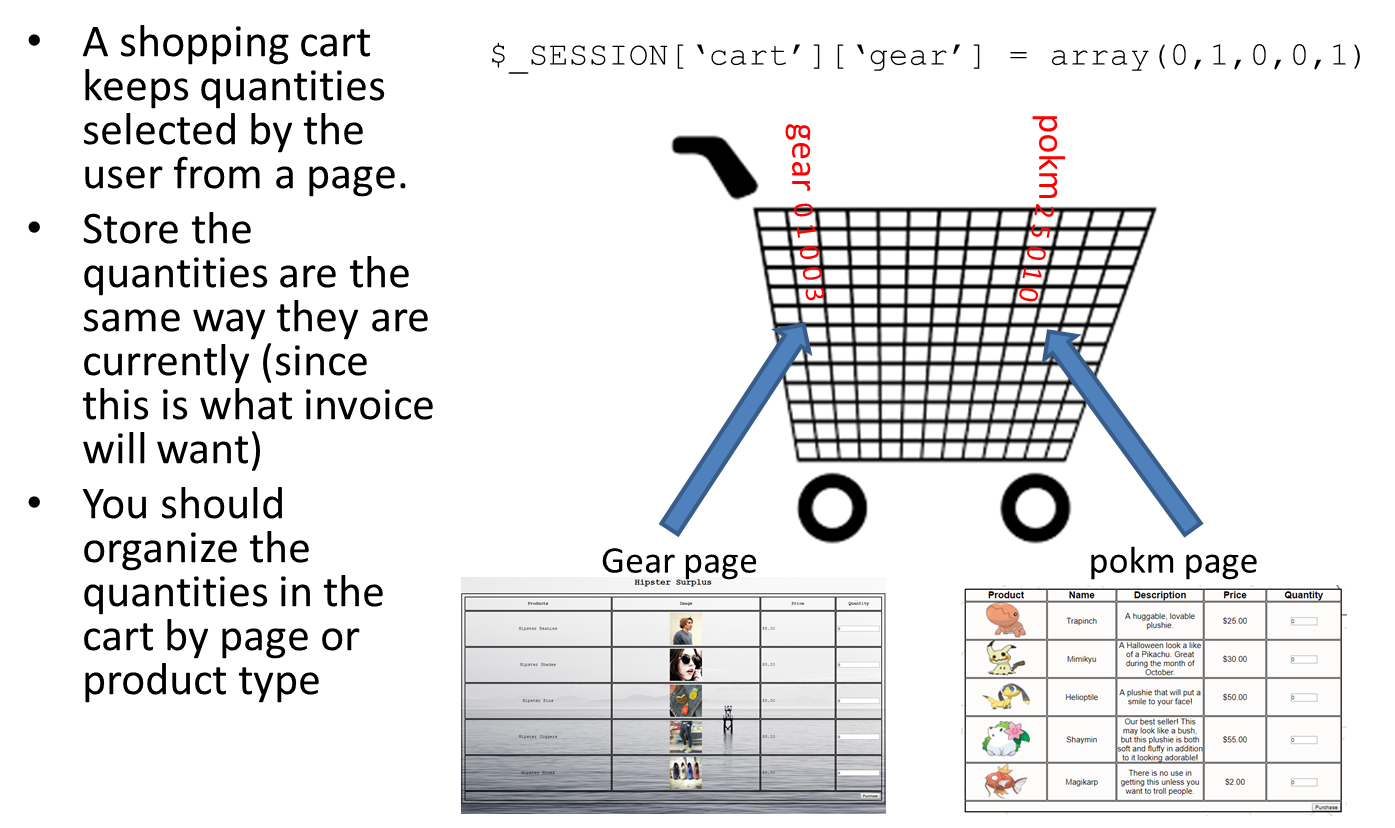 • A shopping cart
keeps quantities
selected by the
user from a page.
• Store the
quantities are the
same way they are
currently (since
this is what invoice
will want)
• You should
organize the
quantities in the
cart by page or
product type
$_SESSION[‘cart’][‘gear’] = array(0,1,0,0,1)
gear 0 1 0 0 3
pokm 2 5 0 1 0
Gear page
Hipster Surplus
Products Image Price Quantity
Hipster Beanies $5.00 0
Hipster Shades $5.00 0
Hipster $5.00 0
Hipster Joggers $5.00 0
Hipster $5.00 0
Purchase
pokm page
Product Name Description Price Quantity
Trapinch A huggable, lovable $25.00 0
plushie.
Mimikyu A Halloween look a like $30.00 0
of a Pikachu. Great
during the month of
October.
Helioptile A plushie that will put a $50.00 0
smile to your face!
Shaymin Our best seller! This $55.00 0
may look like a bush,
but this plushie is both
soft and fluffy in addition
to it looking adorable!
Magikarp There is no use in $2.00 0
getting this unless you
want to troll people.
Purchase